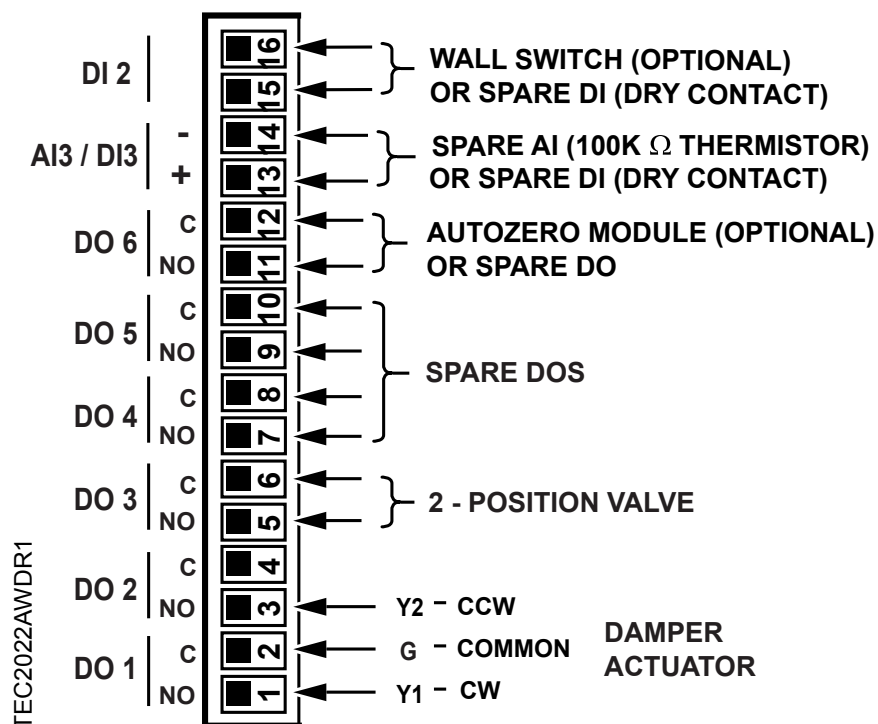 DI 2
16
15
WALL SWITCH (OPTIONAL)
OR SPARE DI (DRY CONTACT)
AI3 / DI3
-
+
14
13
SPARE AI (100K Ω THERMISTOR)
OR SPARE DI (DRY CONTACT)
DO 6
C
NO
12
11
AUTOZERO MODULE (OPTIONAL)
OR SPARE DO
DO 5
C
NO
10
9
DO 4
C
NO
8
7
SPARE DOS
DO 3
C
NO
6
5
2 - POSITION VALVE
DO 2
C
NO
4
3
Y2 - CCW
DO 1
C
NO
2
1
G - COMMON
Y1 - CW
DAMPER
ACTUATOR
TEC2022AWDR1